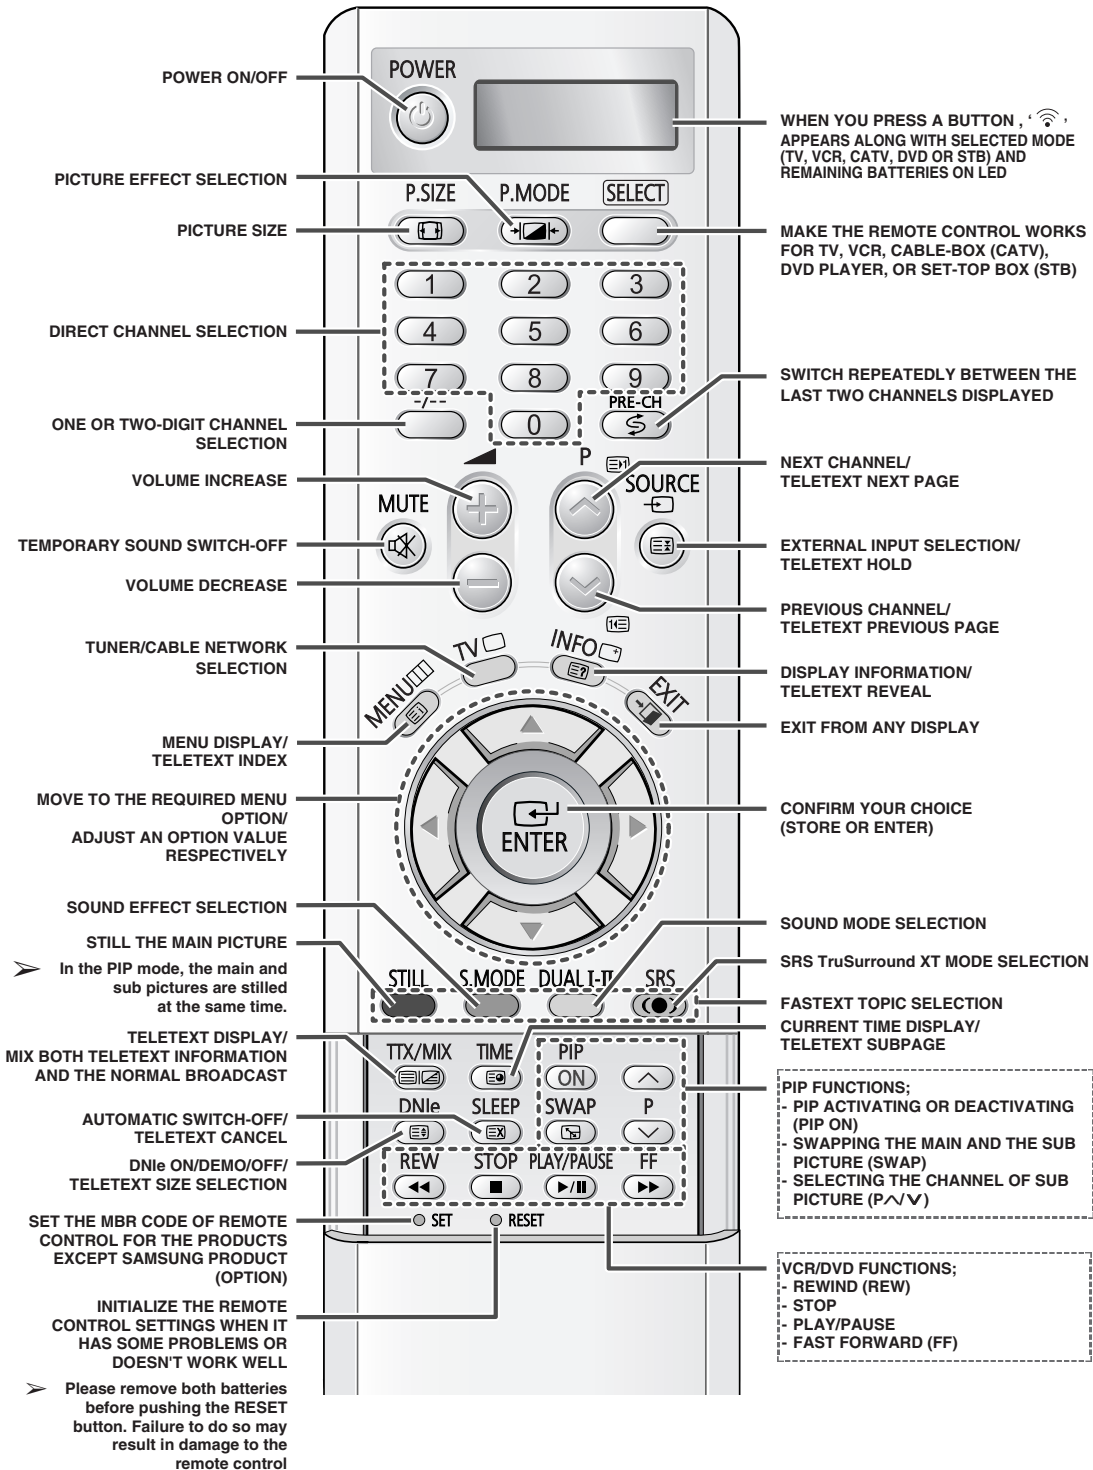 POWER ON/OFF
PICTURE EFFECT SELECTION
PICTURE SIZE
DIRECT CHANNEL SELECTION
ONE OR TWO-DIGIT CHANNEL
SELECTION
VOLUME INCREASE
TEMPORARY SOUND SWITCH-OFF
VOLUME DECREASE
TUNER/CABLE NETWORK
SELECTION
MENU DISPLAY/
TELETEXT INDEX
MOVE TO THE REQUIRED MENU
OPTION/
ADJUST AN OPTION VALUE
RESPECTIVELY
SOUND EFFECT SELECTION
STILL THE MAIN PICTURE
➢ In the PIP mode, the main and
sub pictures are stilled
at the same time.
TELETEXT DISPLAY/
MIX BOTH TELETEXT INFORMATION
AND THE NORMAL BROADCAST
AUTOMATIC SWITCH-OFF/
TELETEXT CANCEL
DNIe ON/DEMO/OFF/
TELETEXT SIZE SELECTION
SET THE MBR CODE OF REMOTE
CONTROL FOR THE PRODUCTS
EXCEPT SAMSUNG PRODUCT
(OPTION)
INITIALIZE THE REMOTE
CONTROL SETTINGS WHEN IT
HAS SOME PROBLEMS OR
DOESN'T WORK WELL
➢ Please remove both batteries
before pushing the RESET
button. Failure to do so may
result in damage to the
remote control
POWER
P.SIZE P.MODE SELECT
1 2 3
4 5 6
7 8 9
-/-- 0 PRE-CH
P
MUTE SOURCE
TV INFO
MENU EXIT
ENTER
STILL S.MODE DUAL I-II SRS
TTX/MIX TIME PIP
ON
DNIe SLEEP SWAP P
REW STOP PLAY/PAUSE FF
SET RESET
WHEN YOU PRESS A BUTTON , ‘ ’
APPEARS ALONG WITH SELECTED MODE
(TV, VCR, CATV, DVD OR STB) AND
REMAINING BATTERIES ON LED
MAKE THE REMOTE CONTROL WORKS
FOR TV, VCR, CABLE-BOX (CATV),
DVD PLAYER, OR SET-TOP BOX (STB)
SWITCH REPEATEDLY BETWEEN THE
LAST TWO CHANNELS DISPLAYED
NEXT CHANNEL/
TELETEXT NEXT PAGE
EXTERNAL INPUT SELECTION/
TELETEXT HOLD
PREVIOUS CHANNEL/
TELETEXT PREVIOUS PAGE
DISPLAY INFORMATION/
TELETEXT REVEAL
EXIT FROM ANY DISPLAY
CONFIRM YOUR CHOICE
(STORE OR ENTER)
SOUND MODE SELECTION
SRS TruSurround XT MODE SELECTION
FASTEXT TOPIC SELECTION
CURRENT TIME DISPLAY/
TELETEXT SUBPAGE
PIP FUNCTIONS;
- PIP ACTIVATING OR DEACTIVATING
(PIP ON)
- SWAPPING THE MAIN AND THE SUB
PICTURE (SWAP)
- SELECTING THE CHANNEL OF SUB
PICTURE (P∧/∨)
VCR/DVD FUNCTIONS;
- REWIND (REW)
- STOP
- PLAY/PAUSE
- FAST FORWARD (FF)